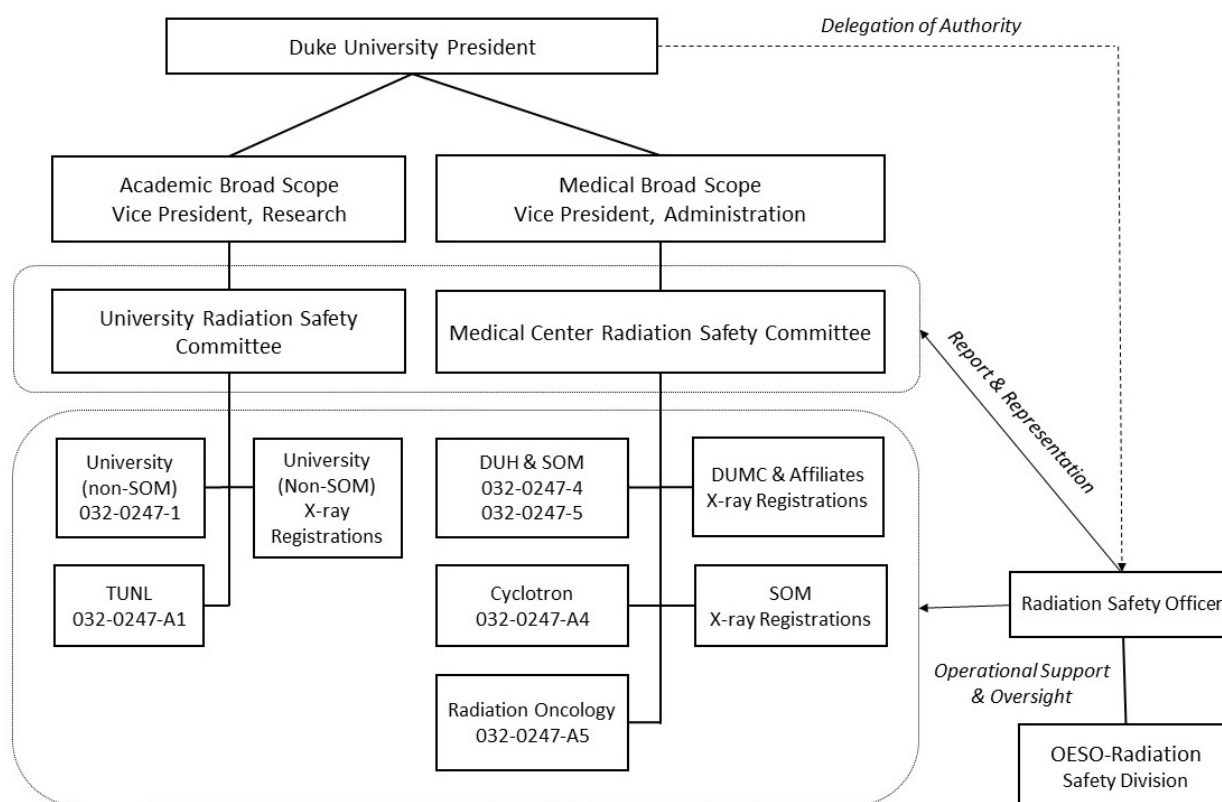 Duke University President
Delegation of Authority
Academic Broad Scope
Vice President, Research
Medical Broad Scope
Vice President, Administration
University Radiation Safety
Committee
Medical Center Radiation Safety Committee
Report & Representation
University
(non-SOM)
032-0247-1
University
(Non-SOM)
X-ray
Registrations
DUH & SOM
032-0247-4
032-0247-5
DUMC & Affiliates
X-ray Registrations
TUNL
032-0247-A1
Cyclotron
032-0247-A4
SOM
X-ray Registrations
Radiation Safety Officer
Operational Support
& Oversight
Radiation Oncology
032-0247-A5
OESO-Radiation
Safety Division